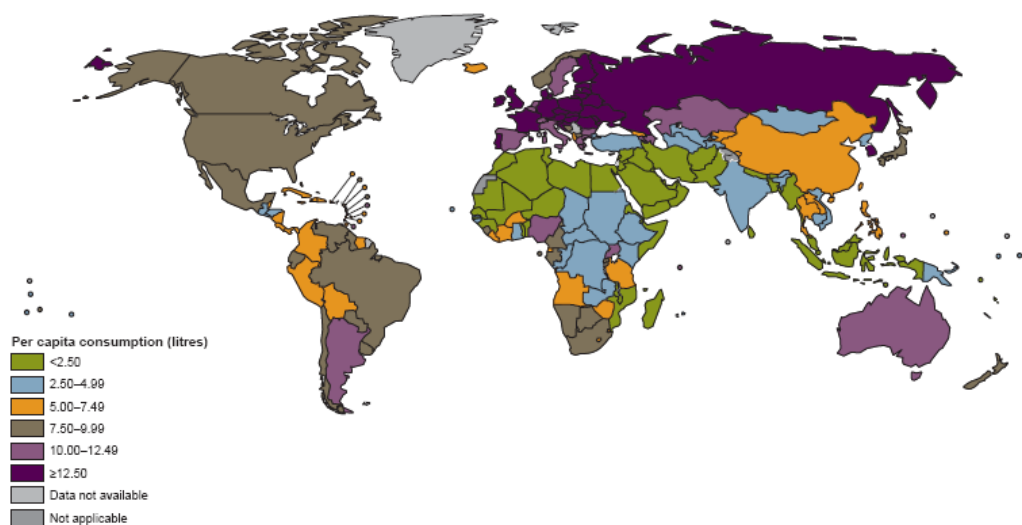 Per capita consumption (litres)
<2.50
2.50–4.99
5.00–7.49
7.50–9.99
10.00–12.49
≥12.50
Data not available
Not applicable